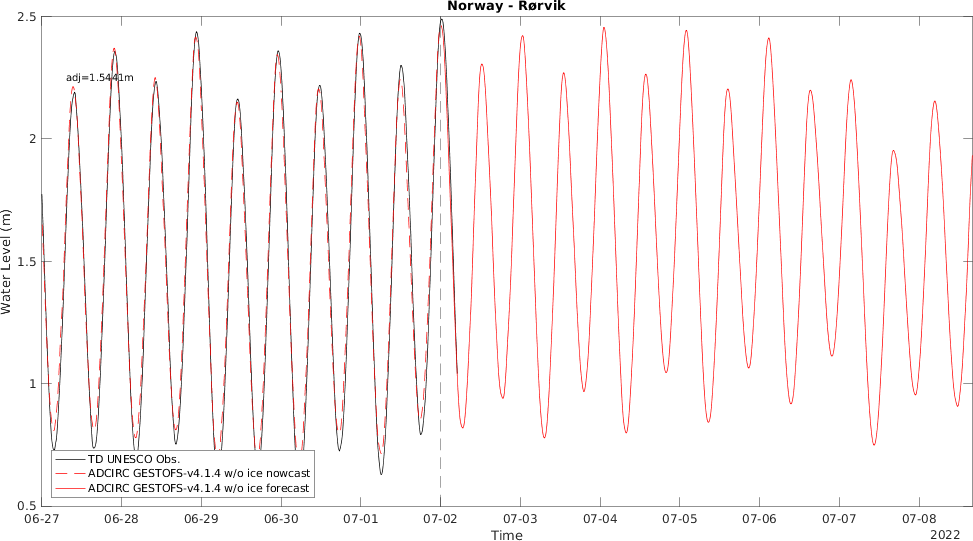 Norway - Rørvik
2.5
adj=1.5441m
2
1.5
1
0.5
Water Level (m)
TD UNESCO Obs.
ADCIRC GESTOFS-v4.1.4 w/o ice nowcast
ADCIRC GESTOFS-v4.1.4 w/o ice forecast
06-27 06-28 06-29 06-30 07-01 07-02 07-03 07-04 07-05 07-06 07-07 07-08
Time
2022